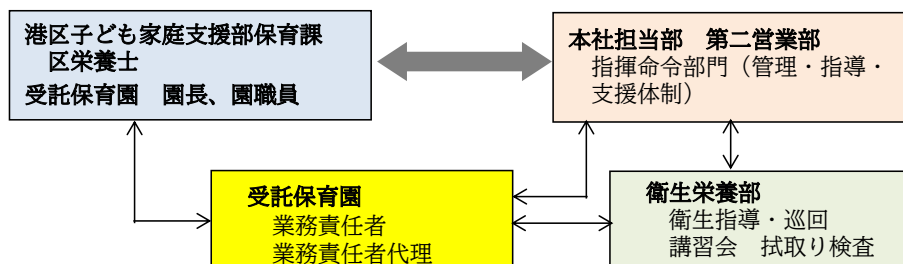 港区子ども家庭支援部保育課
区栄養士
受託保育園　園長、園職員
本社担当部　第二営業部
指揮命令部門（管理・指導・
支援体制）
受託保育園
業務責任者
業務責任者代理
衛生栄養部
衛生指導・巡回
講習会　拭取り検査